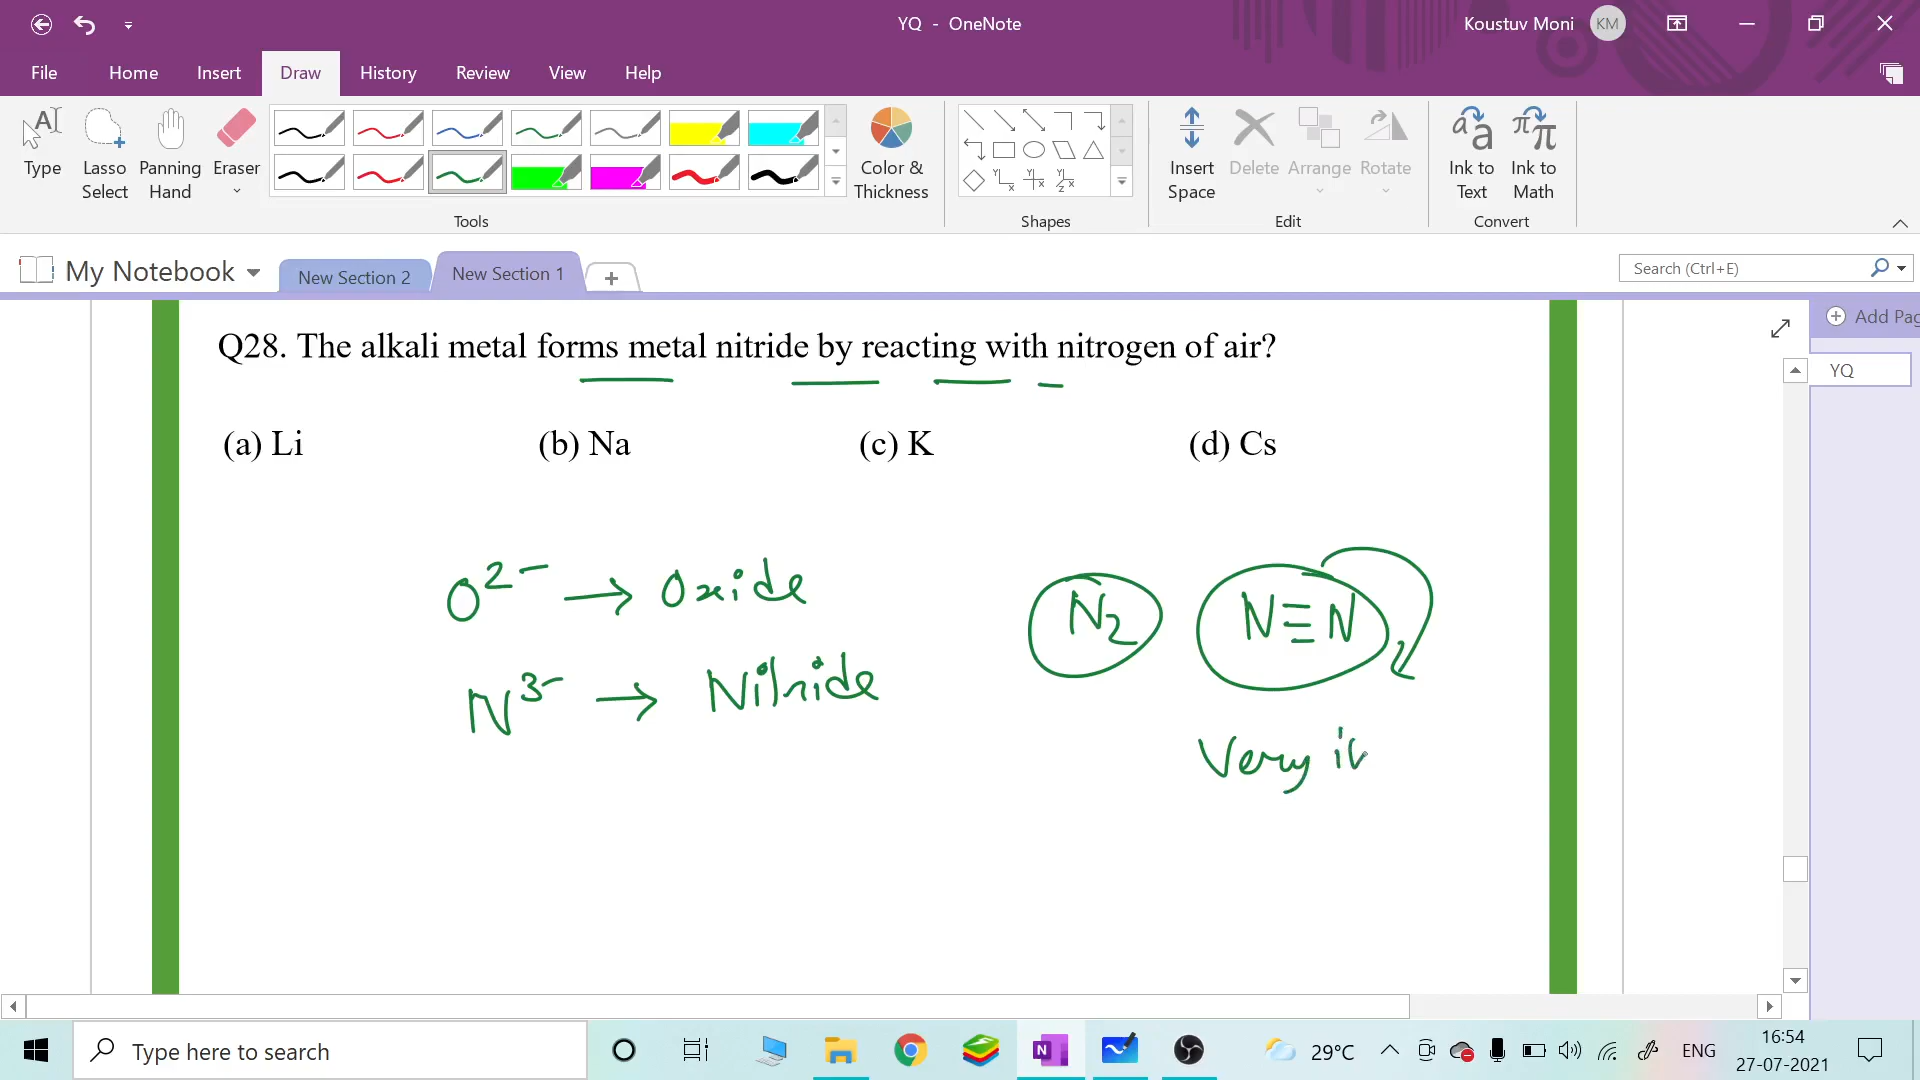 YQ - OneNote
Koustuv Moni KM
File Home Insert Draw History Review View Help
Type
Lasso Select
Panning Hand
Eraser
Color & Thickness
Insert Space
Delete
Arrange
Rotate
Ink to Text
Ink to Math
Tools
Shapes
Edit
Convert
My Notebook New Section 2 New Section 1
Search (Ctrl+E)
Add Pag
YQ
Q28. The alkali metal forms metal nitride by reacting with nitrogen of air?
(a) Li (b) Na (c) K (d) Cs
O²⁻ → Oxide
N₂ N≡N
N³⁻ → Nitride
Very
Type here to search
29°C
ENG
16:54
27-07-2021